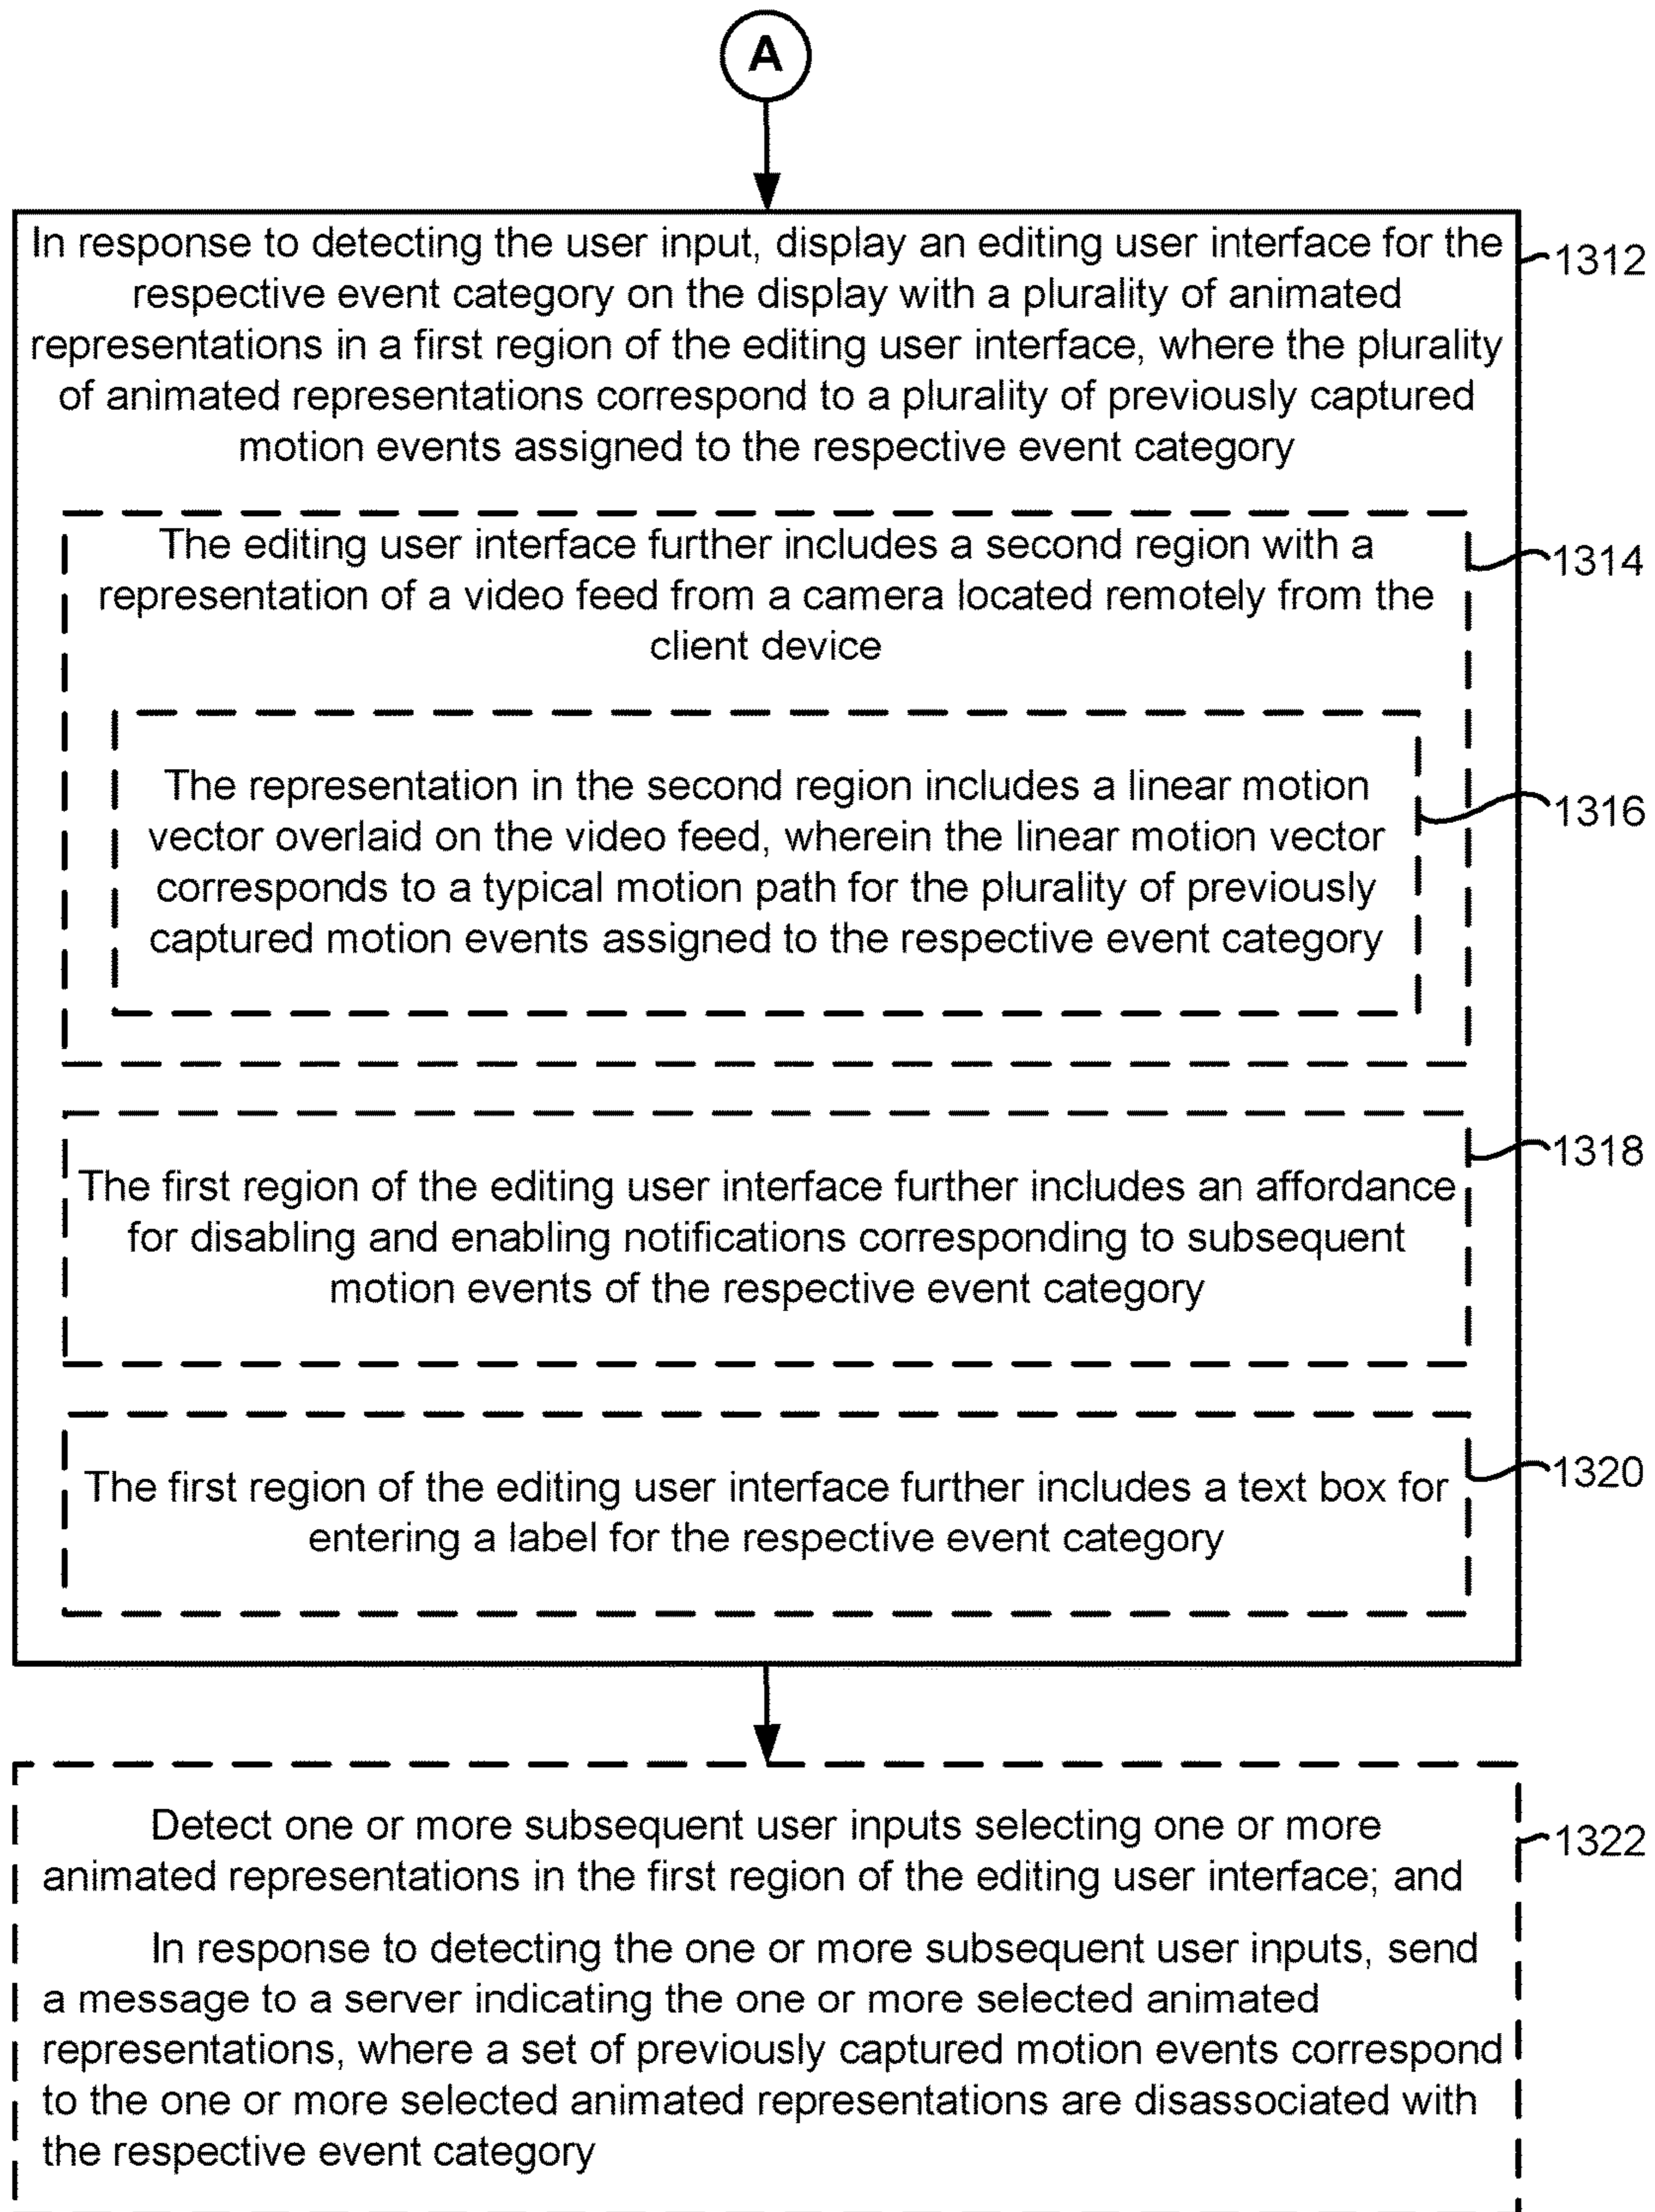 A
In response to detecting the user input, display an editing user interface for the
respective event category on the display with a plurality of animated
representations in a first region of the editing user interface, where the plurality
of animated representations correspond to a plurality of previously captured
motion events assigned to the respective event category
1312
The editing user interface further includes a second region with a
representation of a video feed from a camera located remotely from the
client device
1314
The representation in the second region includes a linear motion
vector overlaid on the video feed, wherein the linear motion vector
corresponds to a typical motion path for the plurality of previously
captured motion events assigned to the respective event category
1316
The first region of the editing user interface further includes an affordance
for disabling and enabling notifications corresponding to subsequent
motion events of the respective event category
1318
The first region of the editing user interface further includes a text box for
entering a label for the respective event category
1320
Detect one or more subsequent user inputs selecting one or more
animated representations in the first region of the editing user interface; and
In response to detecting the one or more subsequent user inputs, send
a message to a server indicating the one or more selected animated
representations, where a set of previously captured motion events correspond
to the one or more selected animated representations are disassociated with
the respective event category
1322